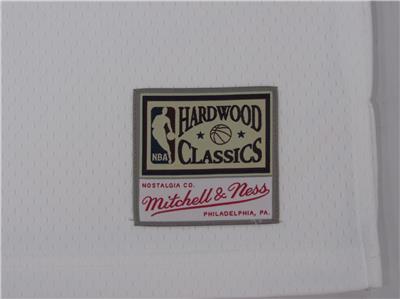 HARDWOOD
NBA
CLASSICS
NOSTALGIA CO.
Mitchell & Ness
PHILADELPHIA, PA.